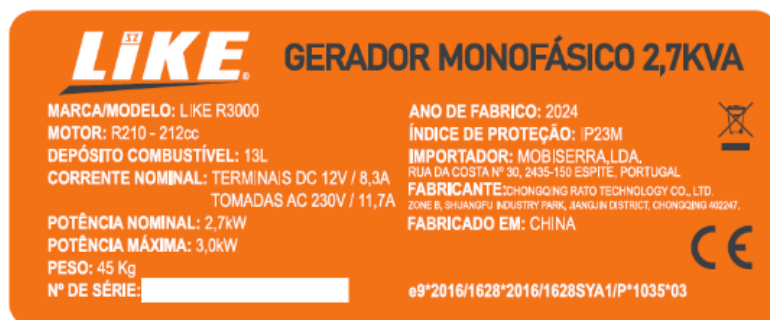 LIKE®
GERADOR MONOFÁSICO 2,7KVA
MARCA/MODELO: LIKE R3000
MOTOR: R210 - 212cc
DEPÓSITO COMBUSTÍVEL: 13L
CORRENTE NOMINAL: TERMINAIS DC 12V / 8,3A
TOMADAS AC 230V / 11,7A
POTÊNCIA NOMINAL: 2,7kW
POTÊNCIA MÁXIMA: 3,0kW
PESO: 45 Kg
Nº DE SÉRIE:
ANO DE FABRICO: 2024
ÍNDICE DE PROTEÇÃO: IP23M
IMPORTADOR: MOBISERRA,LDA.
RUA DA COSTA Nº 30, 2435-150 ESPITE, PORTUGAL
FABRICANTE:CHONGQING RATO TECHNOLOGY CO., LTD.
ZONE B, SHUANGFU INDUSTRY PARK, JIANGJIN DISTRICT, CHONGQING 402247.
FABRICADO EM: CHINA
CE
e9*2016/1628*2016/1628SYA1/P*1035*03